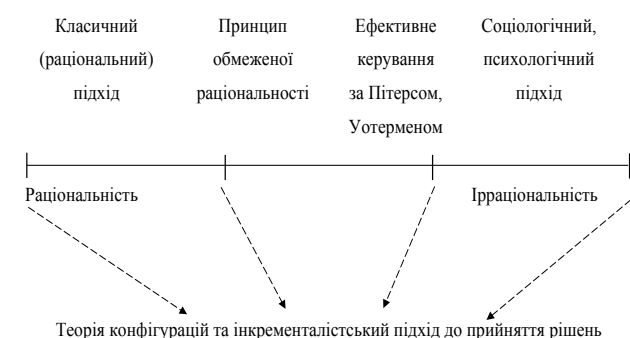 Класичний
(раціональний)
підхід
Принцип
обмеженої
раціональності
Ефективне
керування
за Пітерсом,
Уотерменом
Соціологічний,
психологічний
підхід
Раціональність
Ірраціональність
Теорія конфігурацій та інкременталістський підхід до прийняття рішень